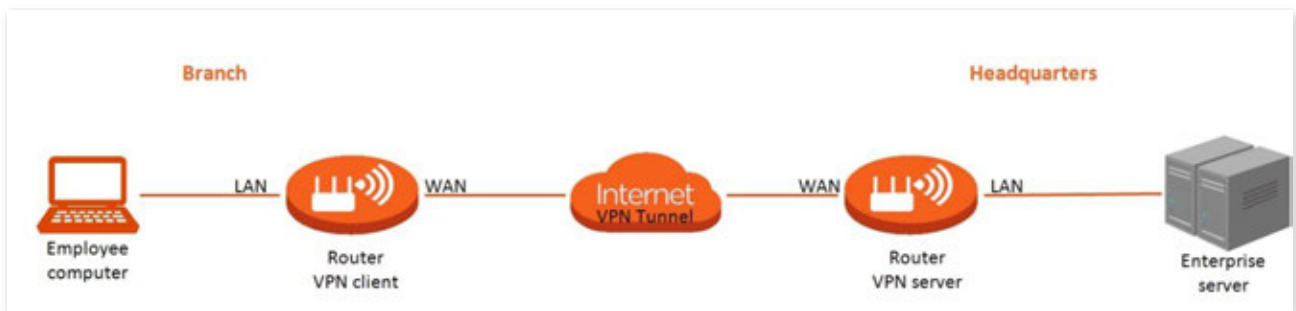 Branch
Headquarters
LAN
WAN
Internet
VPN Tunnel
WAN
LAN
Employee
computer
Router
VPN client
Router
VPN server
Enterprise
server